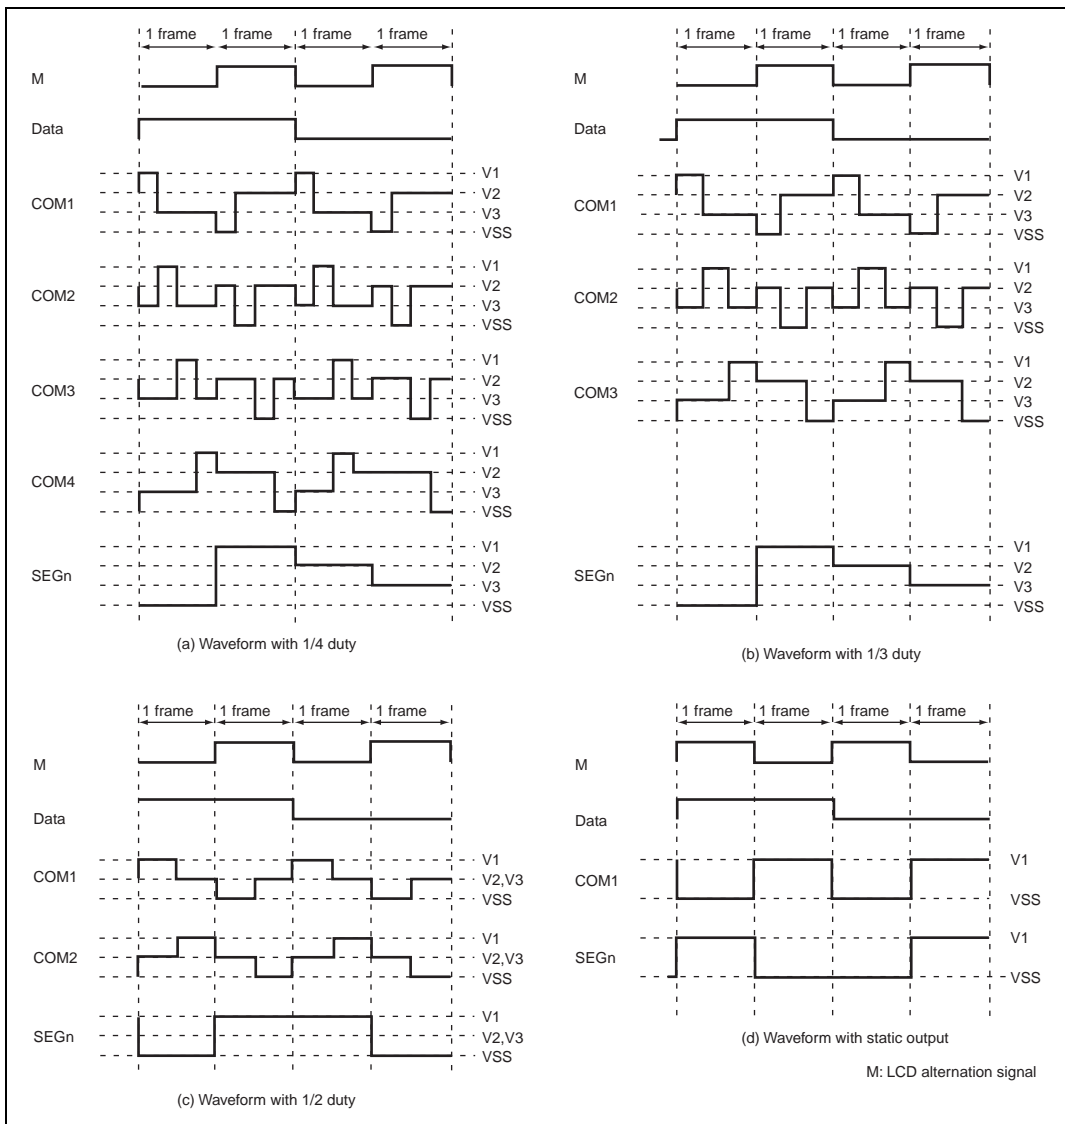 1 frame 1 frame 1 frame 1 frame
M
Data
COM1
V1
V2
V3
VSS
COM2
V1
V2
V3
VSS
COM3
V1
V2
V3
VSS
COM4
V1
V2
V3
VSS
SEGn
V1
V2
V3
VSS
(a) Waveform with 1/4 duty
1 frame 1 frame 1 frame 1 frame
M
Data
COM1
V1
V2
V3
VSS
COM2
V1
V2
V3
VSS
COM3
V1
V2
V3
VSS
SEGn
V1
V2
V3
VSS
(b) Waveform with 1/3 duty
1 frame 1 frame 1 frame 1 frame
M
Data
COM1
V1
V2,V3
VSS
COM2
V1
V2,V3
VSS
SEGn
V1
V2,V3
VSS
(c) Waveform with 1/2 duty
1 frame 1 frame 1 frame 1 frame
M
Data
COM1
V1
VSS
SEGn
V1
VSS
(d) Waveform with static output
M: LCD alternation signal